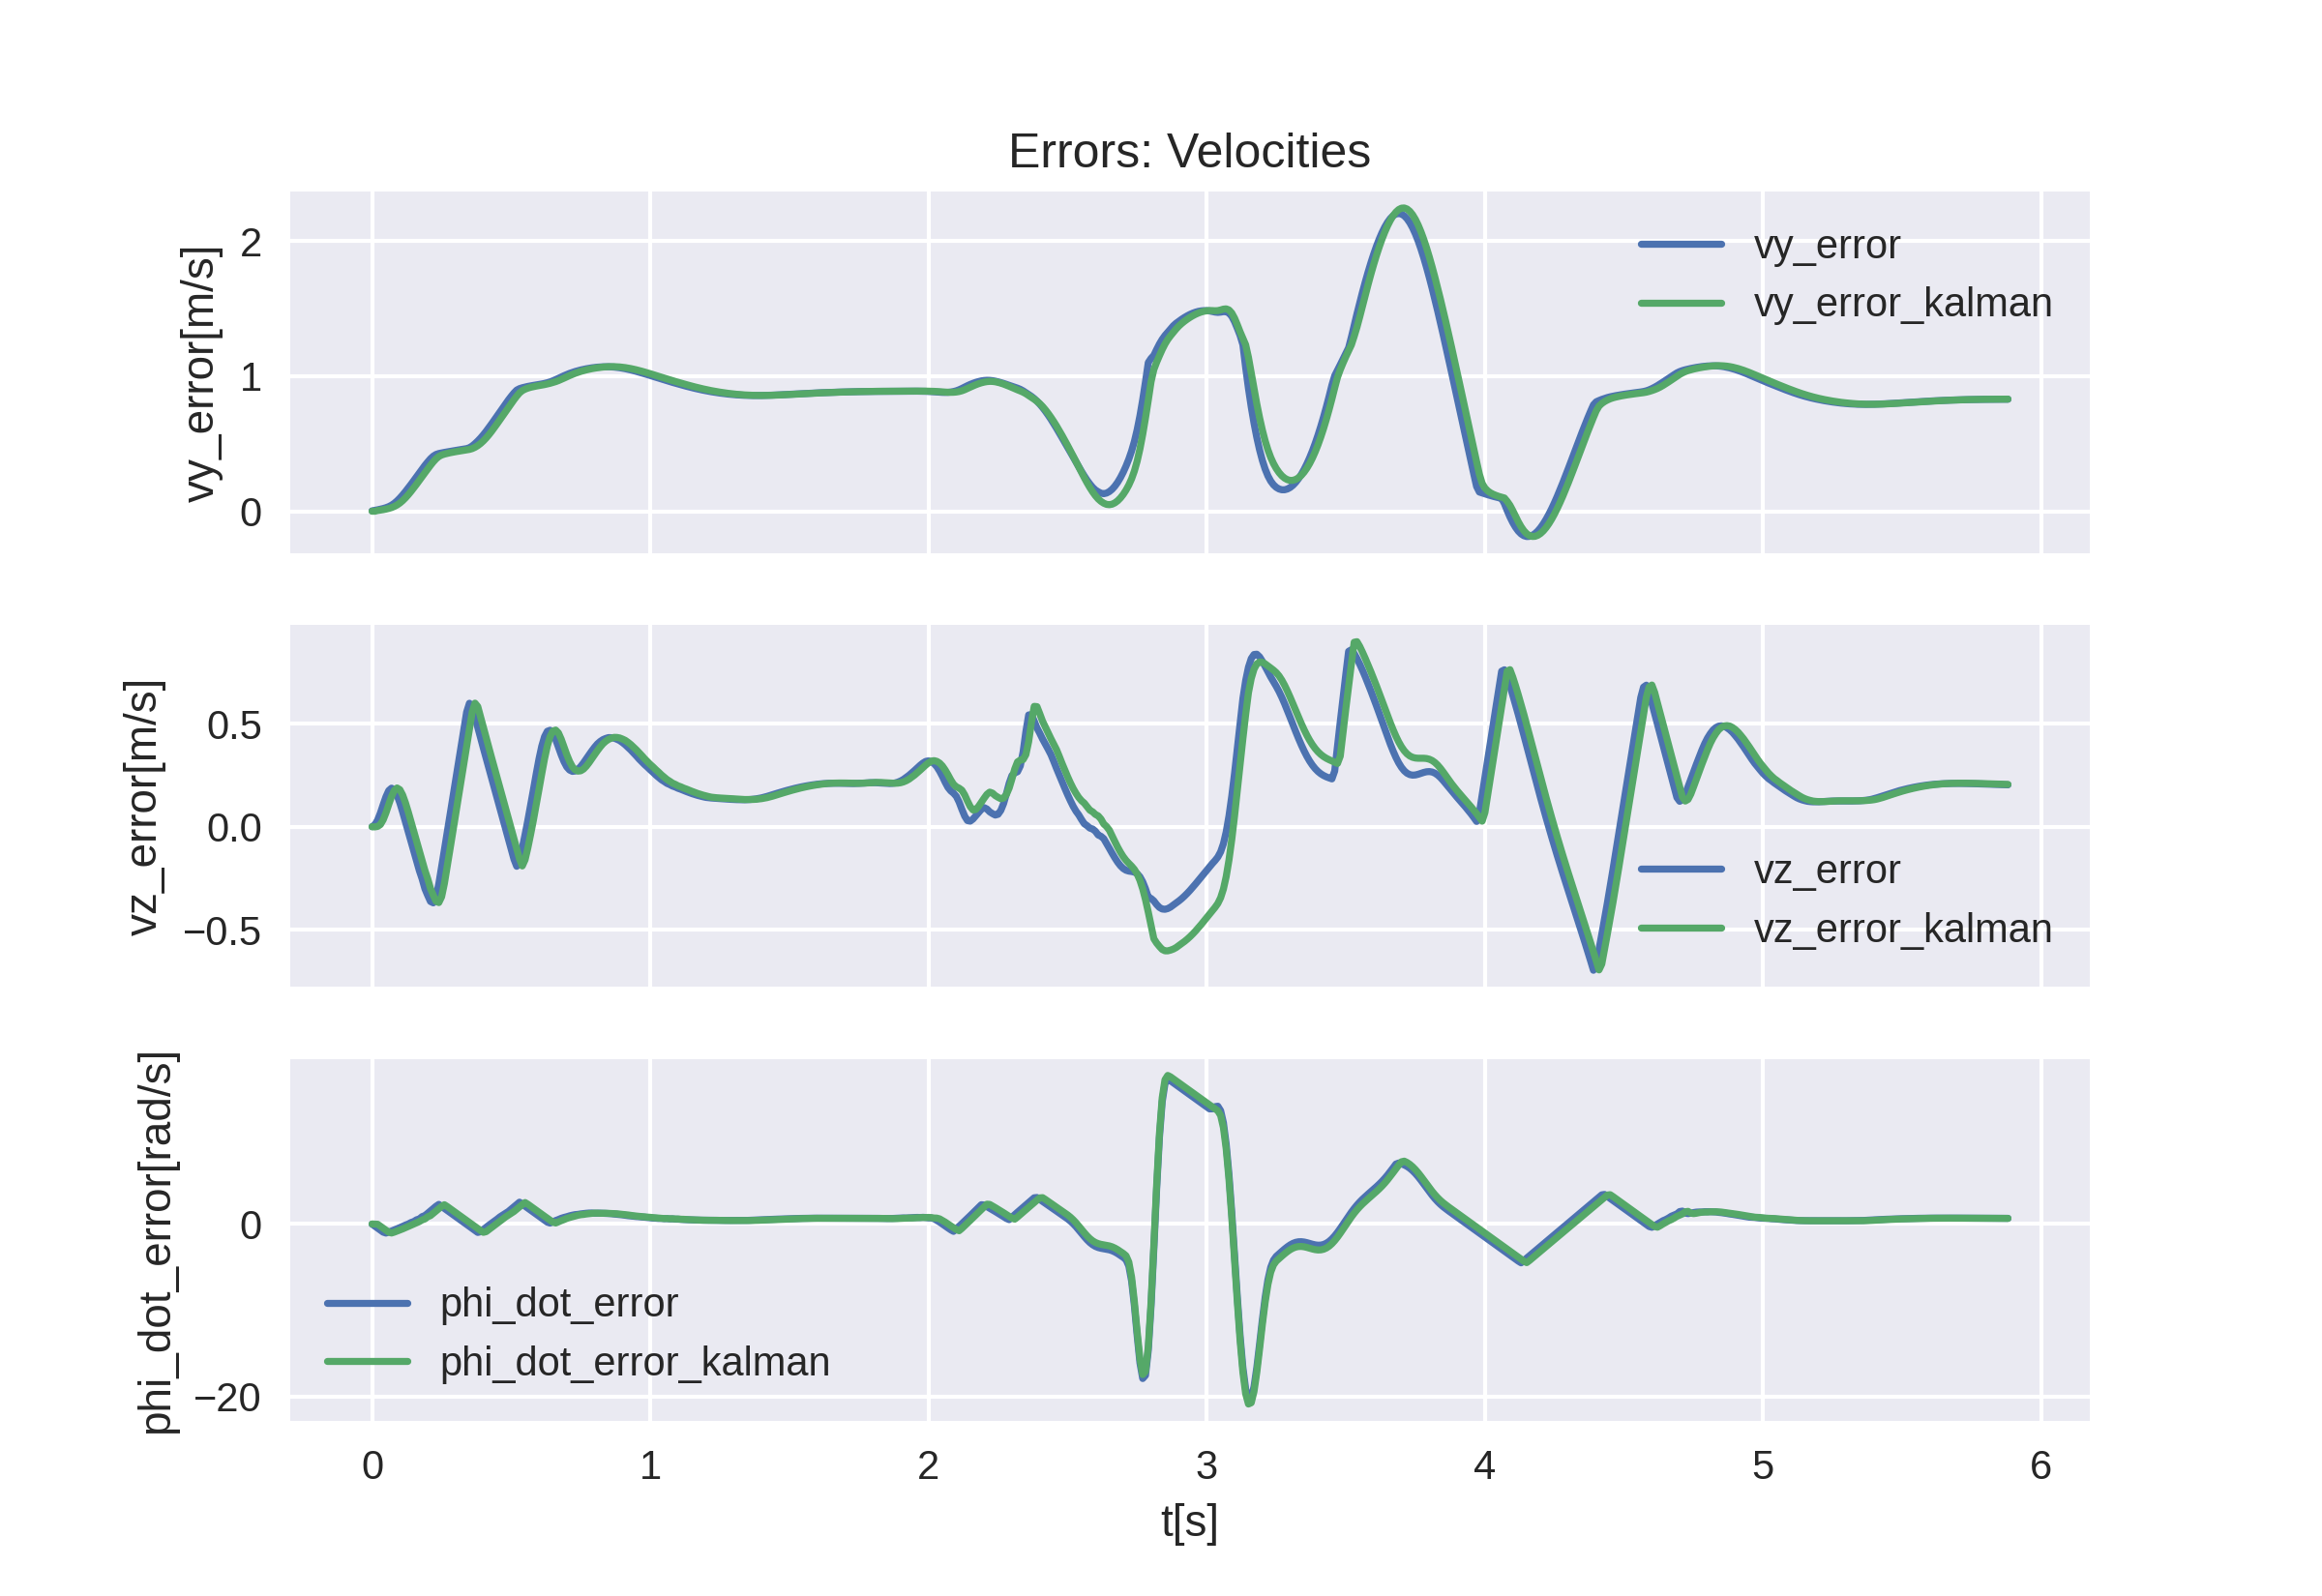 Errors: Velocities
vy_error[m/s]
2
1
0
vy_error
vy_error_kalman
vz_error[m/s]
0.5
0.0
−0.5
vz_error
vz_error_kalman
phi_dot_error[rad/s]
0
−20
phi_dot_error
phi_dot_error_kalman
0 1 2 3 4 5 6
t[s]